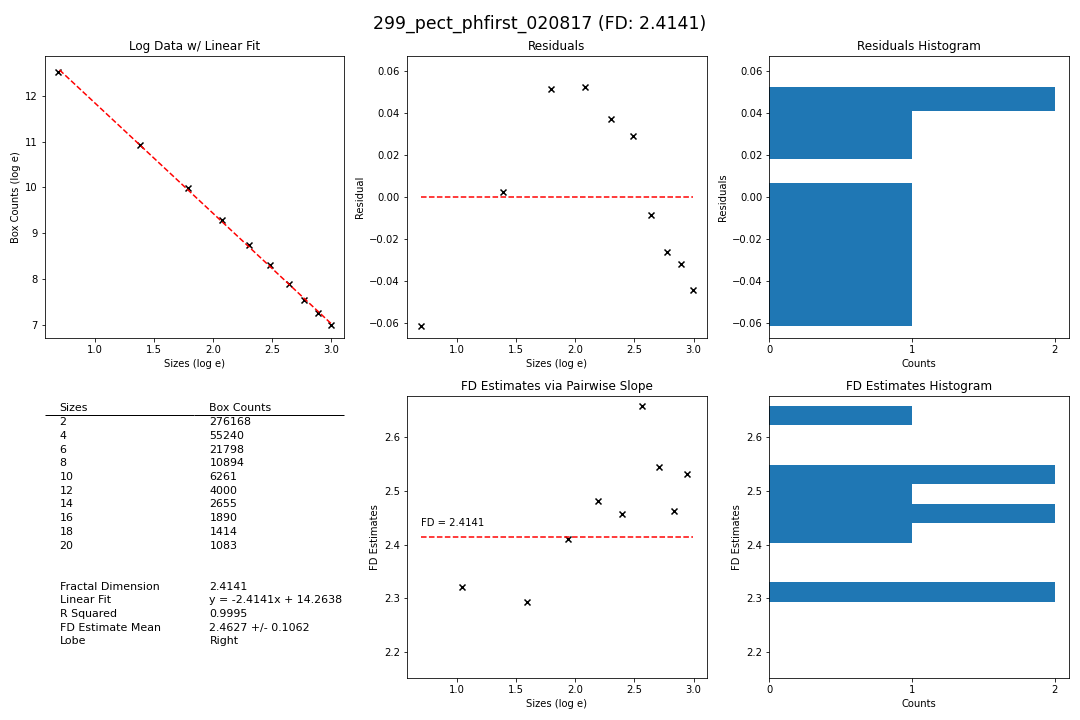 299_pect_phfirst_020817 (FD: 2.4141)
Log Data w/ Linear Fit
Box Counts (log e)
12
11
10
9
8
7
1.0 1.5 2.0 2.5 3.0
Sizes (log e)
Residuals
Residual
0.06
0.04
0.02
0.00
−0.02
−0.04
−0.06
1.0 1.5 2.0 2.5 3.0
Sizes (log e)
Residuals Histogram
Residuals
0.06
0.04
0.02
0.00
−0.02
−0.04
−0.06
0 1 2
Counts
Sizes Box Counts
2 276168
4 55240
6 21798
8 10894
10 6261
12 4000
14 2655
16 1890
18 1414
20 1083
Fractal Dimension 2.4141
Linear Fit y = -2.4141x + 14.2638
R Squared 0.9995
FD Estimate Mean 2.4627 +/- 0.1062
Lobe Right
FD Estimates via Pairwise Slope
FD Estimates
2.6
2.5
2.4
2.3
2.2
FD = 2.4141
1.0 1.5 2.0 2.5 3.0
Sizes (log e)
FD Estimates Histogram
FD Estimates
2.6
2.5
2.4
2.3
2.2
0 1 2
Counts